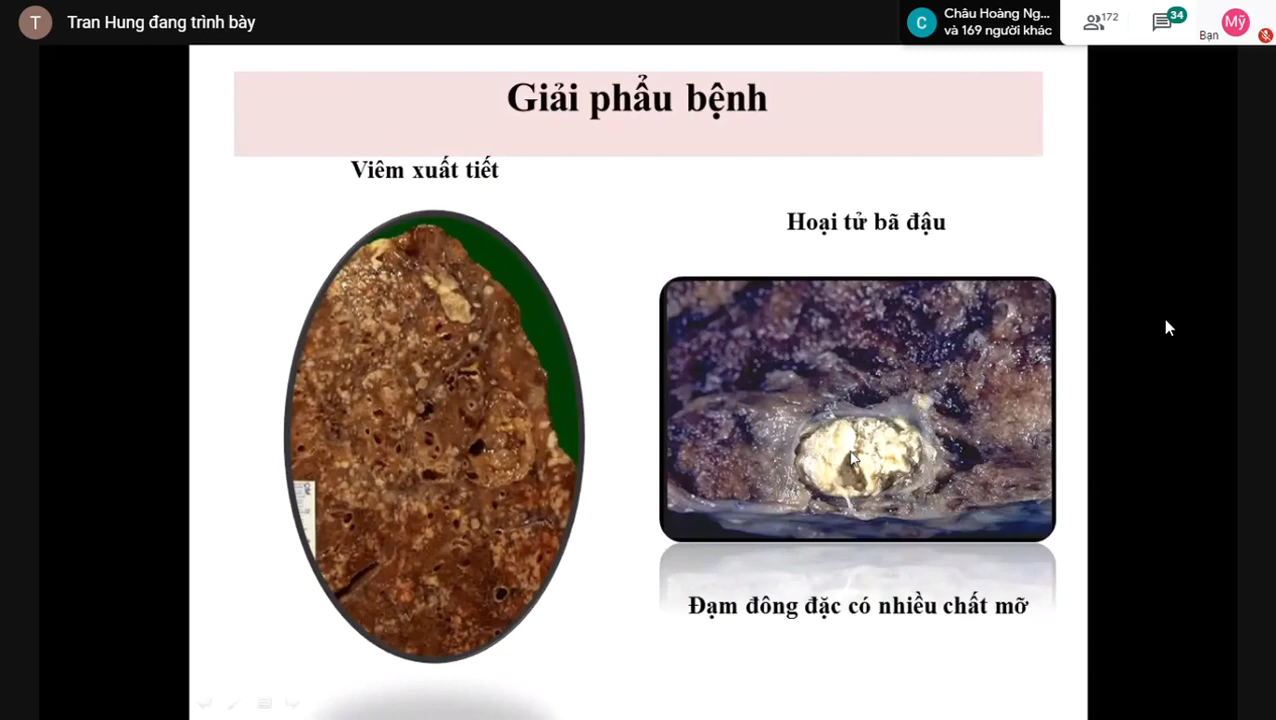 T
Tran Hung đang trình bày
C
Châu Hoàng Ng...
và 169 người khác
172
34
Bạn
Mỹ
Giải phẩu bệnh
Viêm xuất tiết
Hoại tử bã đậu
Đạm đông đặc có nhiều chất mỡ